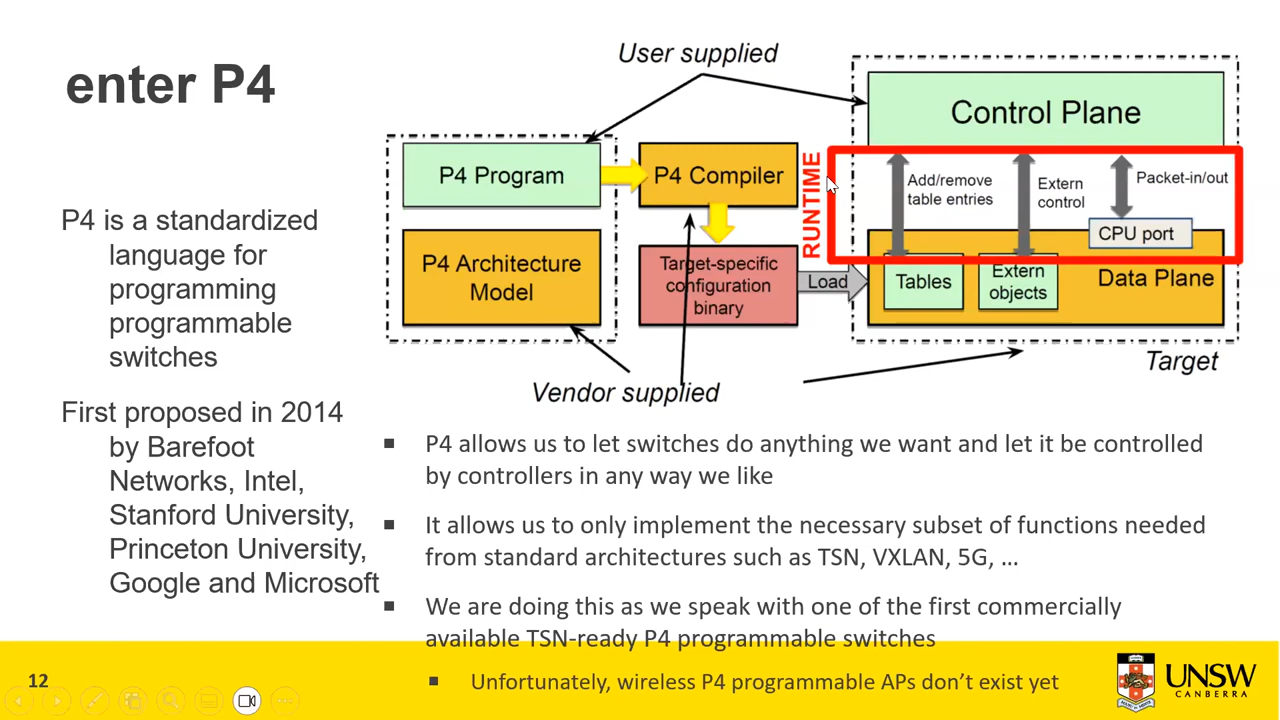 enter P4
P4 is a standardized
language for
programming
programmable
switches
First proposed in 2014
by Barefoot
Networks, Intel,
Stanford University,
Princeton University,
Google and Microsoft
User supplied
P4 Program
P4 Compiler
P4 Architecture
Model
Target-specific
configuration
binary
Load
RUNTIME
Control Plane
Add/remove
table entries
Extern
control
Packet-in/out
CPU port
Tables
Extern
objects
Data Plane
Target
Vendor supplied
▪ P4 allows us to let switches do anything we want and let it be controlled
by controllers in any way we like
▪ It allows us to only implement the necessary subset of functions needed
from standard architectures such as TSN, VXLAN, 5G, …
▪ We are doing this as we speak with one of the first commercially
available TSN-ready P4 programmable switches
▪ Unfortunately, wireless P4 programmable APs don’t exist yet
12
UNSW
CANBERRA